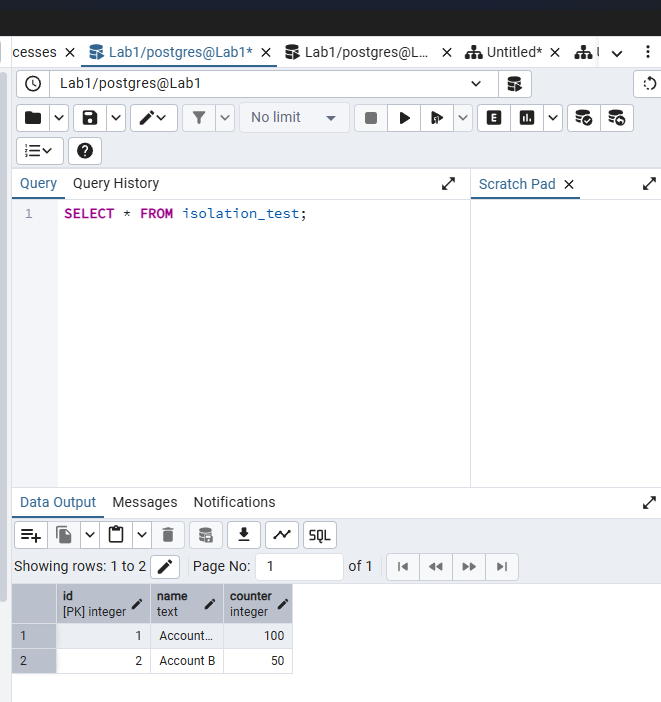 cesses
Lab1/postgres@Lab1*
Lab1/postgres@L...
Untitled*
Lab1/postgres@Lab1
No limit
E
Query
Query History
Scratch Pad
1
SELECT * FROM isolation_test;
Data Output
Messages
Notifications
SQL
Showing rows: 1 to 2
Page No:
1
of 1
id
[PK] integer
name
text
counter
integer
1
1
Account...
100
2
2
Account B
50